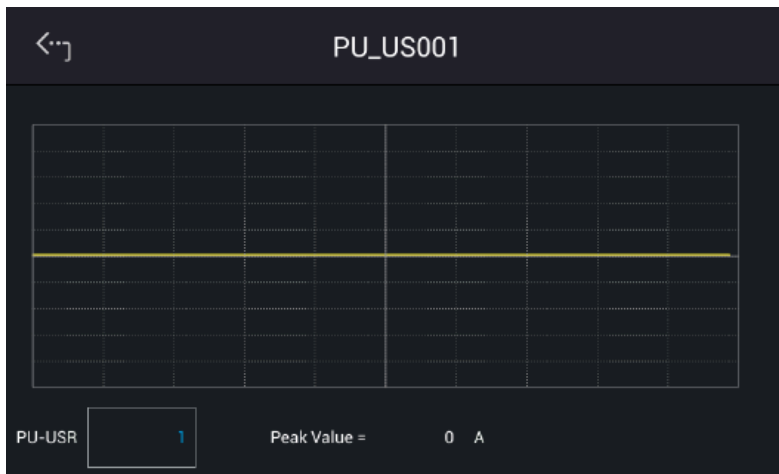 PU_US001
PU-USR 1 Peak Value = 0 A